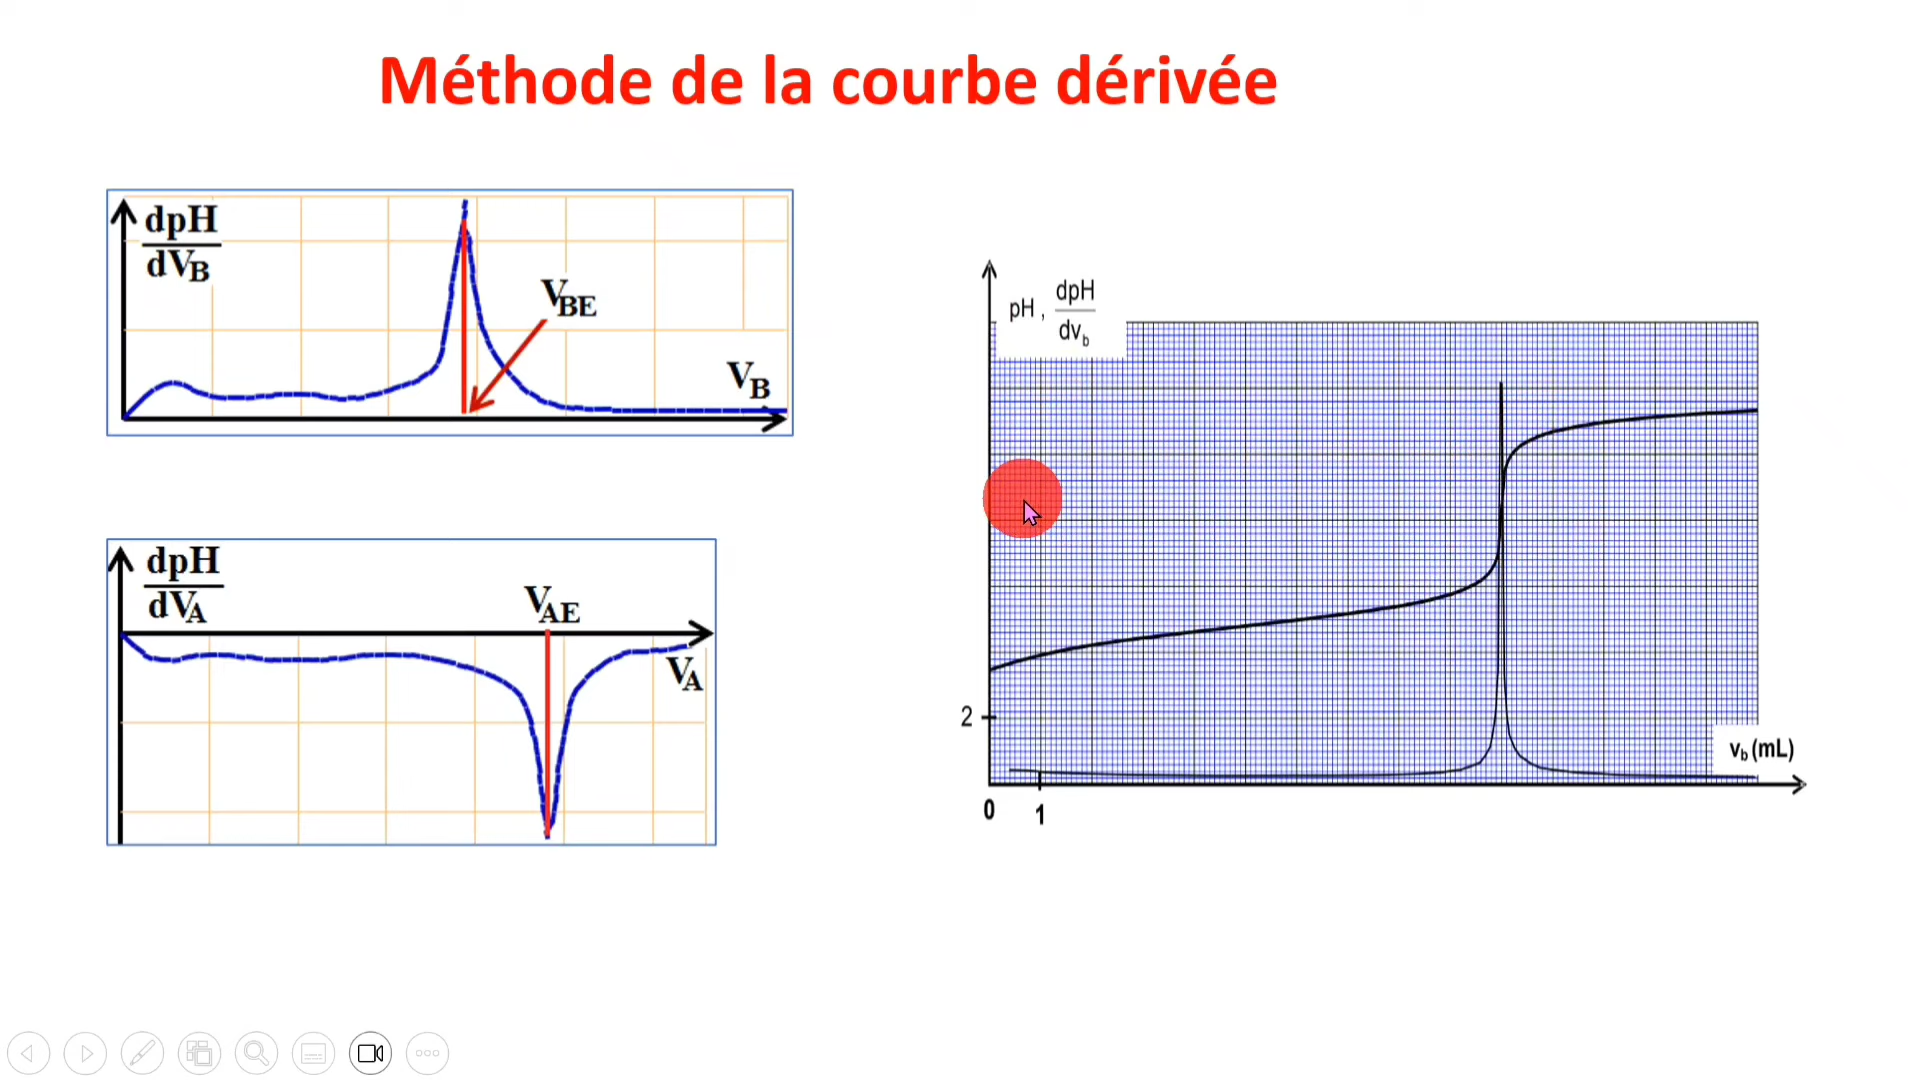 Méthode de la courbe dérivée
dpH
dVB
VBE
VB
dpH
dVA
VAE
VA
pH , dpH
dvb
2
vb (mL)
0
1